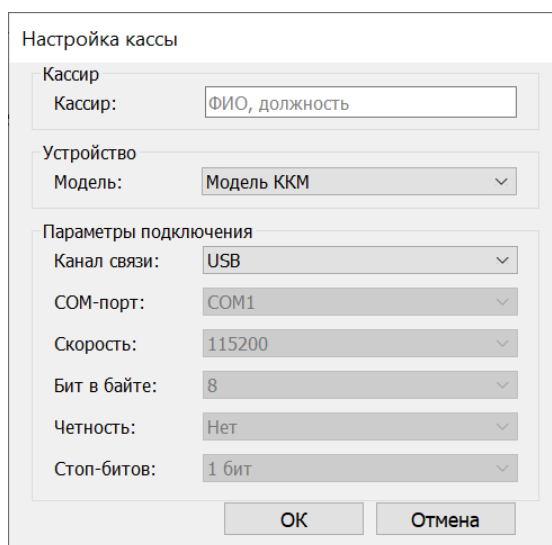 Настройка кассы
Кассир
Кассир: ФИО, должность
Устройство
Модель: Модель ККМ
Параметры подключения
Канал связи: USB
COM-порт: COM1
Скорость: 115200
Бит в байте: 8
Четность: Нет
Стоп-битов: 1 бит
OK Отмена